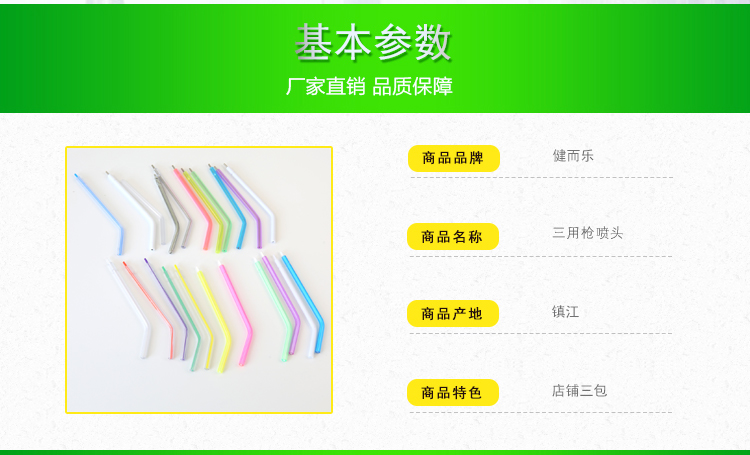 基本参数
厂家直销 品质保障
商品品牌 健而乐
商品名称 三用枪喷头
商品产地 镇江
商品特色 店铺三包